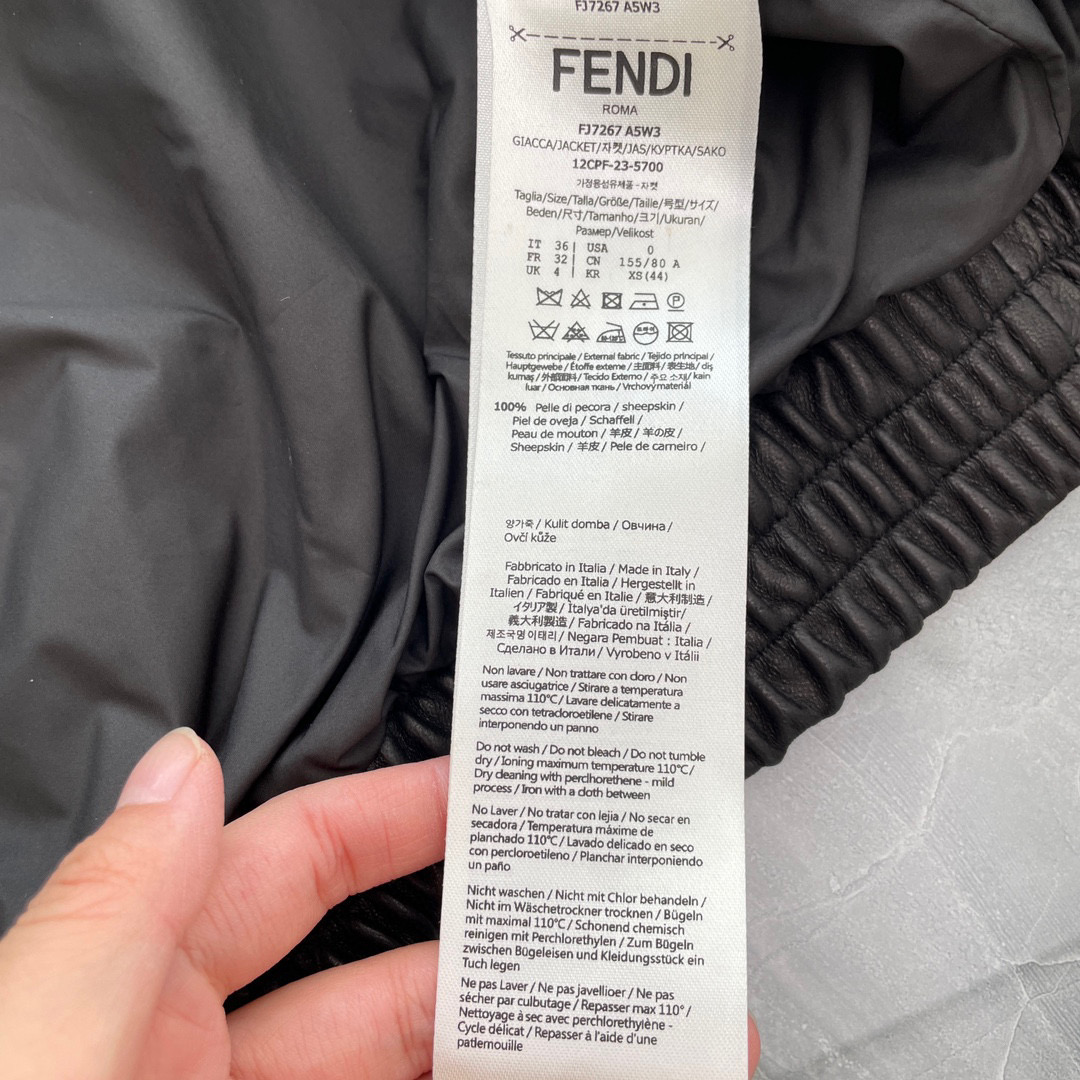 FJ7267 A5W3
FENDI
ROMA
FJ7267 A5W3
GIACCA/JACKET/자켓/JAS/КУРТКА/SAKO
12CPF-23-5700
가정용섬유제품-자켓
Taglia/Size/Talla/Größe/Taille/号型/サイズ/
Beden/尺寸/Tamanho/크기/Ukuran/
Размер/Velikost
IT 36 | USA 0
FR 32 | CN 155/80 A
UK 4 | KR XS(44)
Tessuto principale / External fabric / Tejido principal /
Hauptgewebe / Étoffe externe / 主面料 / 表生地 / diş
kumaş / 外部面料 / Tecido Externo / 주요 소재 / kain
luar / Основная ткань / Vrchový materiál
100% Pelle di pecora / sheepskin /
Piel de oveja / Schaffell /
Peau de mouton / 羊皮 / 羊の皮 /
Sheepskin / 羊皮 / Pele de carneiro /
양가죽 / Kulit domba / Овчина /
Ovčí kůže
Fabbricato in Italia / Made in Italy /
Fabricado en Italia / Hergestellt in
Italien / Fabriqué en Italie / 意大利制造 /
イタリア製 / İtalya'da üretilmiştir /
義大利製造 / Fabricado na Itália /
제조국명이태리 / Negara Pembuat : Italia /
Сделано в Италии / Vyrobeno v Itálii
Non lavare / Non trattare con cloro / Non
usare asciugatrice / Stirare a temperatura
massima 110°C / Lavare delicatamente a
secco con tetracloroetilene / Stirare
interponendo un panno
Do not wash / Do not bleach / Do not tumble
dry / Ioning maximum temperature 110°C /
Dry cleaning with perclhorethene - mild
process / Iron with a cloth between
No Laver / No tratar con lejia / No secar en
secadora / Temperatura máxime de
planchado 110°C / Lavado delicado en seco
con percloroetileno / Planchar interponiendo
un paño
Nicht waschen / Nicht mit Chlor behandeln /
Nicht im Wäschetrockner trocknen / Bügeln
mit maximal 110°C / Schonend chemisch
reinigen mit Perchlorethylen / Zum Bügeln
zwischen Bügeleisen und Kleidungsstück ein
Tuch legen
Ne pas Laver / Ne pas javellioer / Ne pas
sécher par culbutage / Repasser max 110° /
Nettoyage à sec avec perchlorethylène -
Cycle délicat / Repasser à l'aide d'une
patlemouille